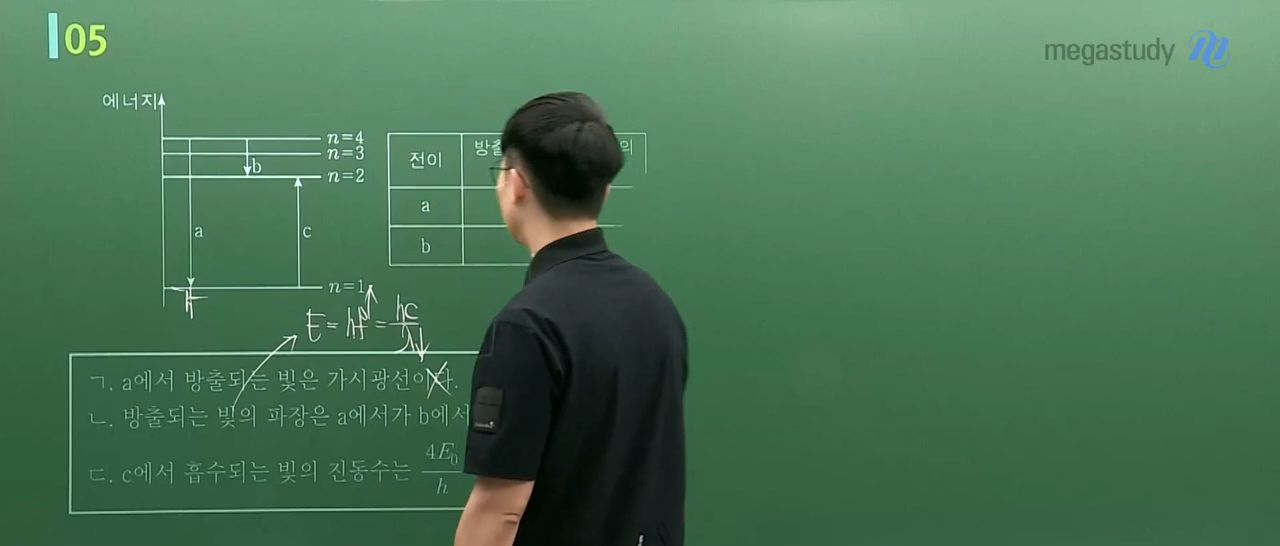 05
megastudy
에너지
n=4
n=3
b
n=2
a
c
n=1
전이
a
b
E = hf = hc/λ
ㄱ. a에서 방출되는 빛은 가시광선이다.
ㄴ. 방출되는 빛의 파장은 a에서가 b에서
ㄷ. c에서 흡수되는 빛의 진동수는 4E₀/h